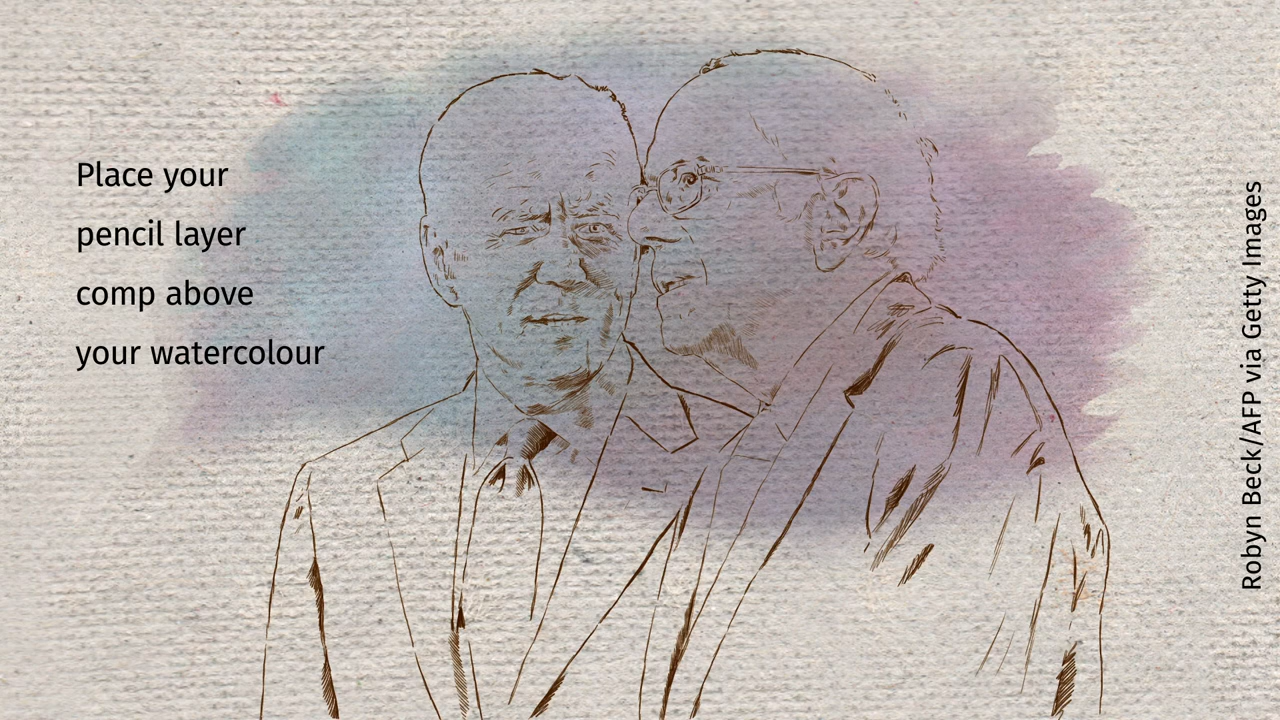 Place your
pencil layer
comp above
your watercolour
Robyn Beck/AFP via Getty Images